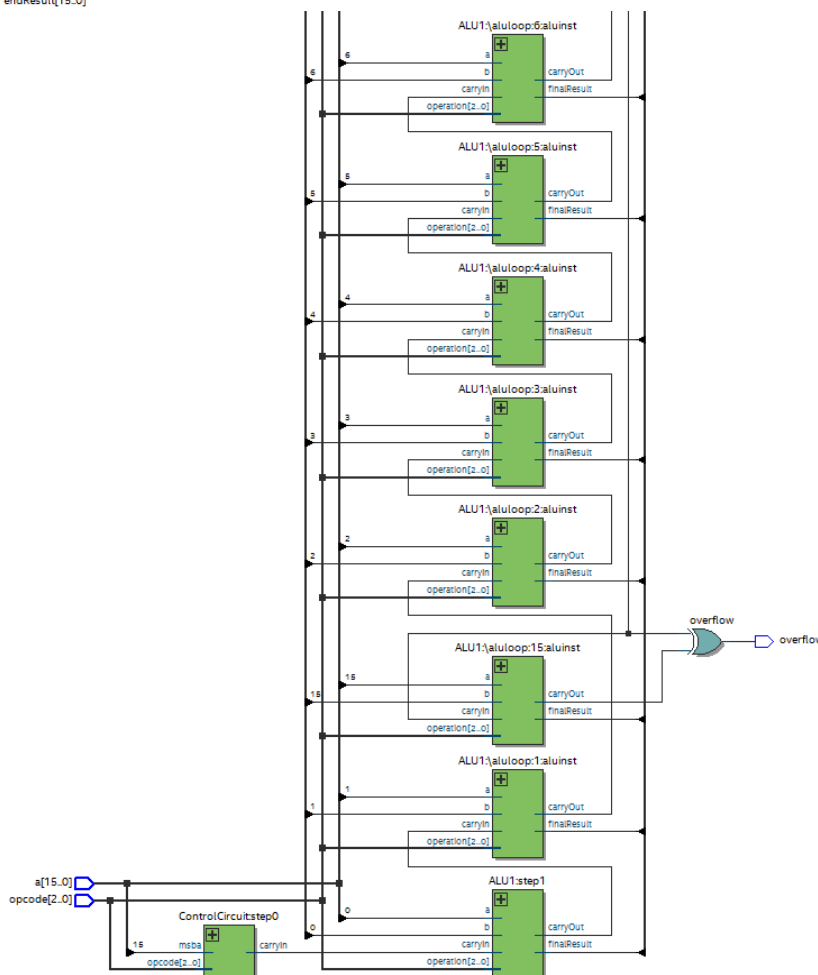 endResult[15..0]
ALU1:\aluloop:6:aluinst
6
a
6
b
carryOut
carryIn
finalResult
operation[2..0]
ALU1:\aluloop:5:aluinst
5
a
5
b
carryOut
carryIn
finalResult
operation[2..0]
ALU1:\aluloop:4:aluinst
4
a
4
b
carryOut
carryIn
finalResult
operation[2..0]
ALU1:\aluloop:3:aluinst
3
a
3
b
carryOut
carryIn
finalResult
operation[2..0]
ALU1:\aluloop:2:aluinst
2
a
2
b
carryOut
carryIn
finalResult
operation[2..0]
overflow
overflow
ALU1:\aluloop:15:aluinst
15
a
15
b
carryOut
carryIn
finalResult
operation[2..0]
ALU1:\aluloop:1:aluinst
1
a
1
b
carryOut
carryIn
finalResult
operation[2..0]
a[15..0]
opcode[2..0]
ALU1:step1
0
a
0
b
carryOut
carryIn
finalResult
operation[2..0]
ControlCircuit:step0
15
msba
carryIn
opcode[2..0]